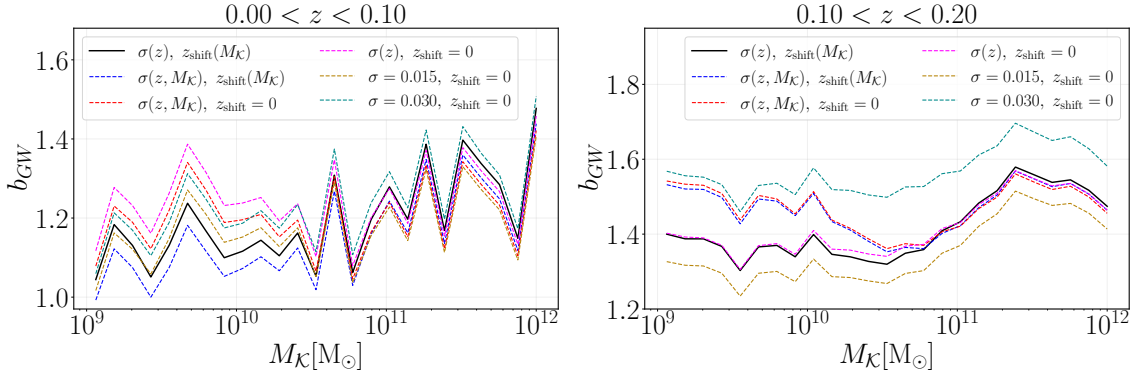 0.00 < z < 0.10
b_GW
1.6
1.4
1.2
1.0
σ(z), z_shift(M_𝒦)
σ(z, M_𝒦), z_shift(M_𝒦)
σ(z, M_𝒦), z_shift = 0
σ(z), z_shift = 0
σ = 0.015, z_shift = 0
σ = 0.030, z_shift = 0
10^9
10^10
10^11
10^12
M_𝒦[M_⊙]
0.10 < z < 0.20
b_GW
1.8
1.6
1.4
1.2
σ(z), z_shift(M_𝒦)
σ(z, M_𝒦), z_shift(M_𝒦)
σ(z, M_𝒦), z_shift = 0
σ(z), z_shift = 0
σ = 0.015, z_shift = 0
σ = 0.030, z_shift = 0
10^9
10^10
10^11
10^12
M_𝒦[M_⊙]